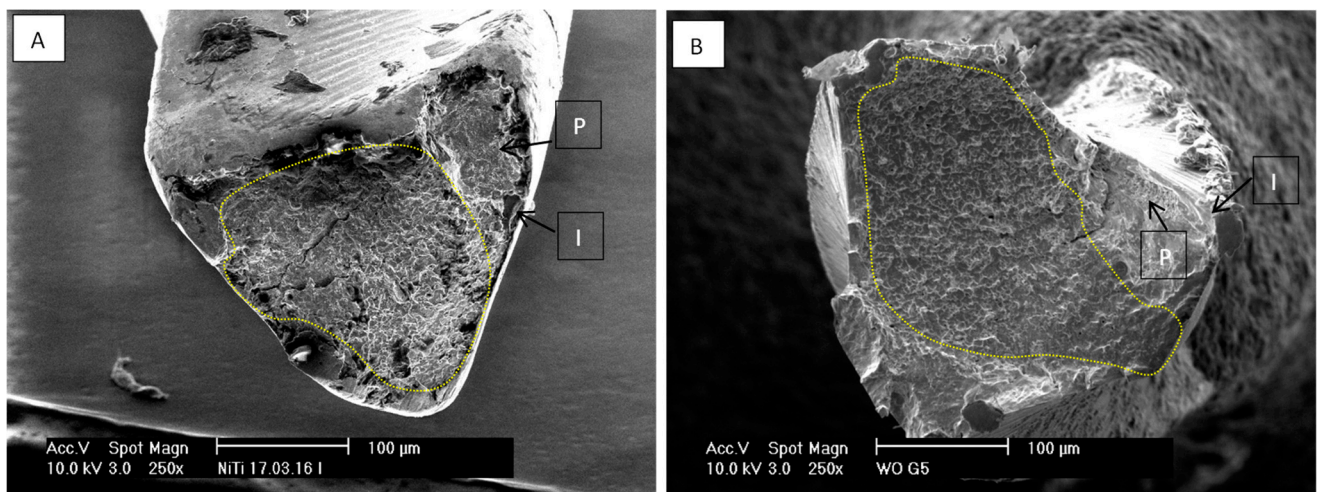 A
P
I
Acc.V Spot Magn
10.0 kV 3.0 250x
100 µm
NiTi 17.03.16 I
B
I
P
Acc.V Spot Magn
10.0 kV 3.0 250x
100 µm
WO G5